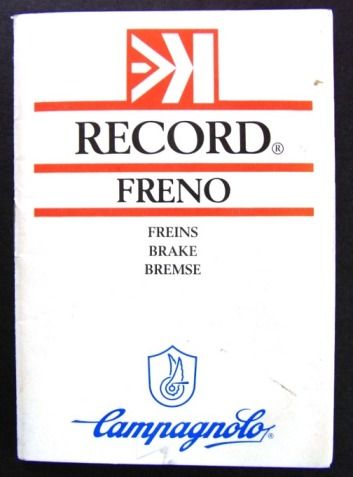 RECORD®
FRENO
FREINS
BRAKE
BREMSE
Campagnolo®